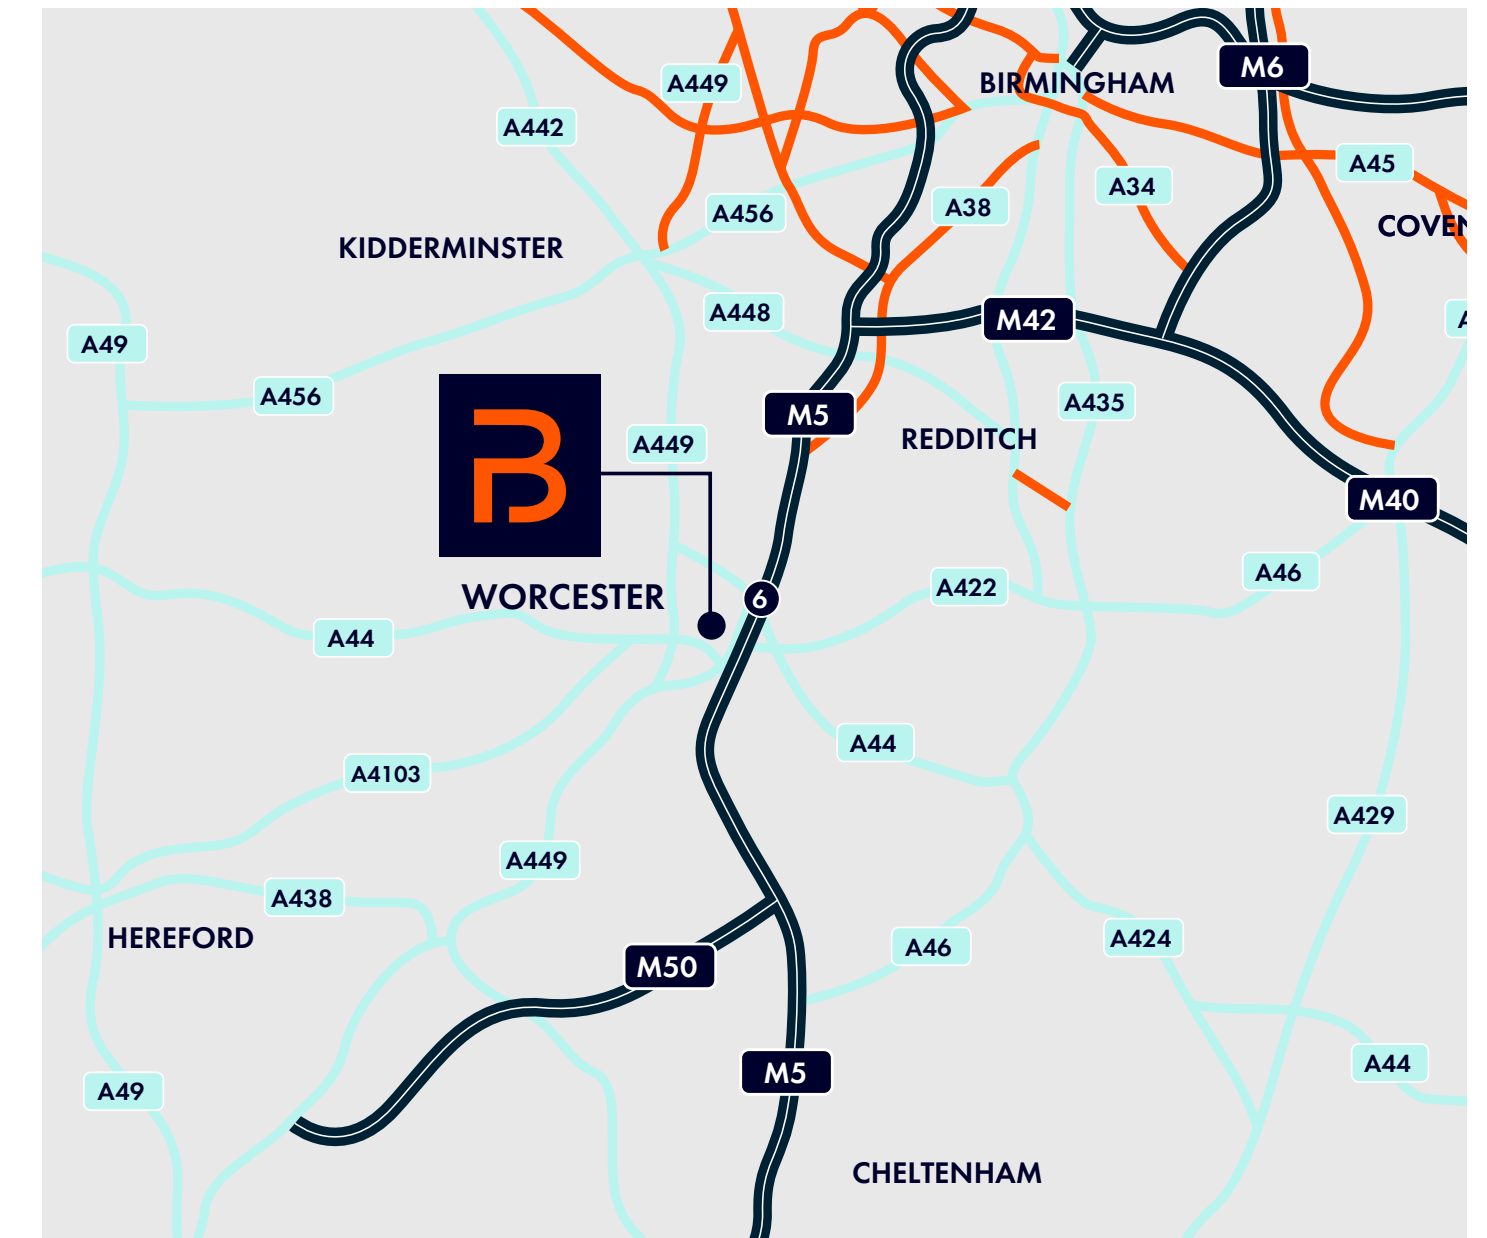 M6
A449
BIRMINGHAM
A442
A45
A34
A456
A38
COVEN
KIDDERMINSTER
A448
M42
A
A49
A456
A435
M5
A449
REDDITCH
M40
B
A46
A422
WORCESTER
6
A44
A44
A4103
A429
A449
A438
HEREFORD
A424
A46
M50
A44
M5
A49
CHELTENHAM